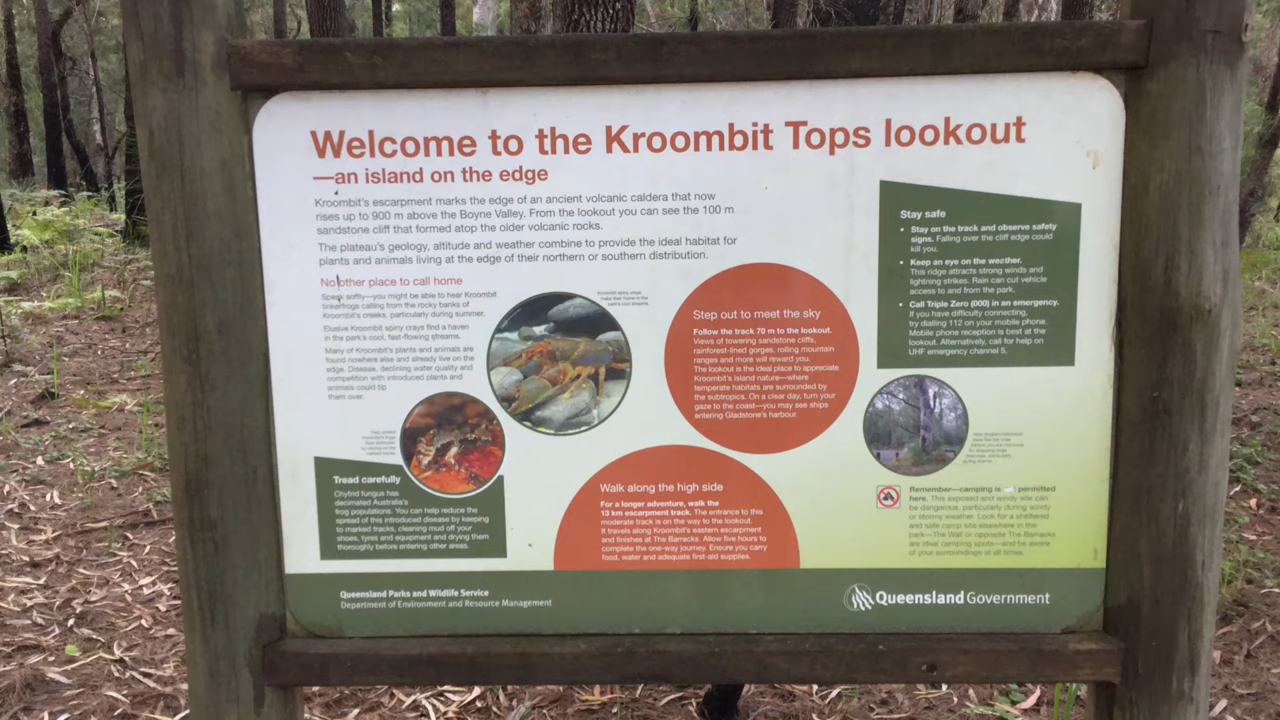 Welcome to the Kroombit Tops lookout
—an island on the edge
Kroombit's escarpment marks the edge of an ancient volcanic caldera that now
rises up to 900 m above the Boyne Valley. From the lookout you can see the 100 m
sandstone cliff that formed atop the older volcanic rocks.
The plateau's geology, altitude and weather combine to provide the ideal habitat for
plants and animals living at the edge of their northern or southern distribution.
No other place to call home
Speak softly—you might be able to hear Kroombit
tinkerfrogs calling from the rocky banks of
Kroombit's creeks, particularly during summer.
Elusive Kroombit spiny crays find a haven
in the park's cool, fast-flowing streams.
Many of Kroombit's plants and animals are
found nowhere else and already live on the
edge. Disease, declining water quality and
competition with introduced plants and
animals could tip
them over.
Kroombit spiny crays
make their home in the
park's cool streams.
Tread carefully
Chytrid fungus has
decimated Australia's
frog populations. You can help reduce the
spread of this introduced disease by keeping
to marked tracks, cleaning mud off your
shoes, tyres and equipment and drying them
thoroughly before entering other areas.
Step out to meet the sky
Follow the track 70 m to the lookout.
Views of towering sandstone cliffs,
rainforest-lined gorges, rolling mountain
ranges and more will reward you.
The lookout is the ideal place to appreciate
Kroombit's island nature—where
temperate habitats are surrounded by
the subtropics. On a clear day, turn your
gaze to the coast—you may see ships
entering Gladstone's harbour.
Walk along the high side
For a longer adventure, walk the
13 km escarpment track. The entrance to this
moderate track is on the way to the lookout.
It travels along Kroombit's eastern escarpment
and finishes at The Barracks. Allow five hours to
complete the one-way journey. Ensure you carry
food, water and adequate first-aid supplies.
Stay safe
• Stay on the track and observe safety
signs. Falling over the cliff edge could
kill you.
• Keep an eye on the weather.
This ridge attracts strong winds and
lightning strikes. Rain can cut vehicle
access to and from the park.
• Call Triple Zero (000) in an emergency.
If you have difficulty connecting,
try dialling 112 on your mobile phone.
Mobile phone reception is best at the
lookout. Alternatively, call for help on
UHF emergency channel 5.
Remember—camping is permitted
here. This exposed and windy site can
be dangerous, particularly during windy
or stormy weather. Look for a sheltered
and safe camp site elsewhere in the
park—The Wall or opposite The Barracks
are ideal camping spots—and be aware
of your surroundings at all times.
Queensland Parks and Wildlife Service
Department of Environment and Resource Management
Queensland Government